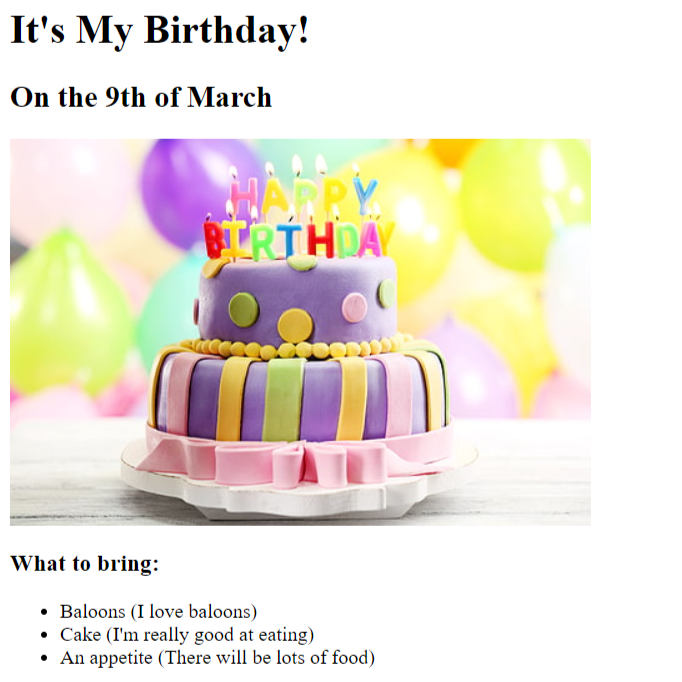 It's My Birthday!
On the 9th of March
HAPPY
BIRTHDAY
What to bring:
Baloons (I love baloons)
Cake (I'm really good at eating)
An appetite (There will be lots of food)